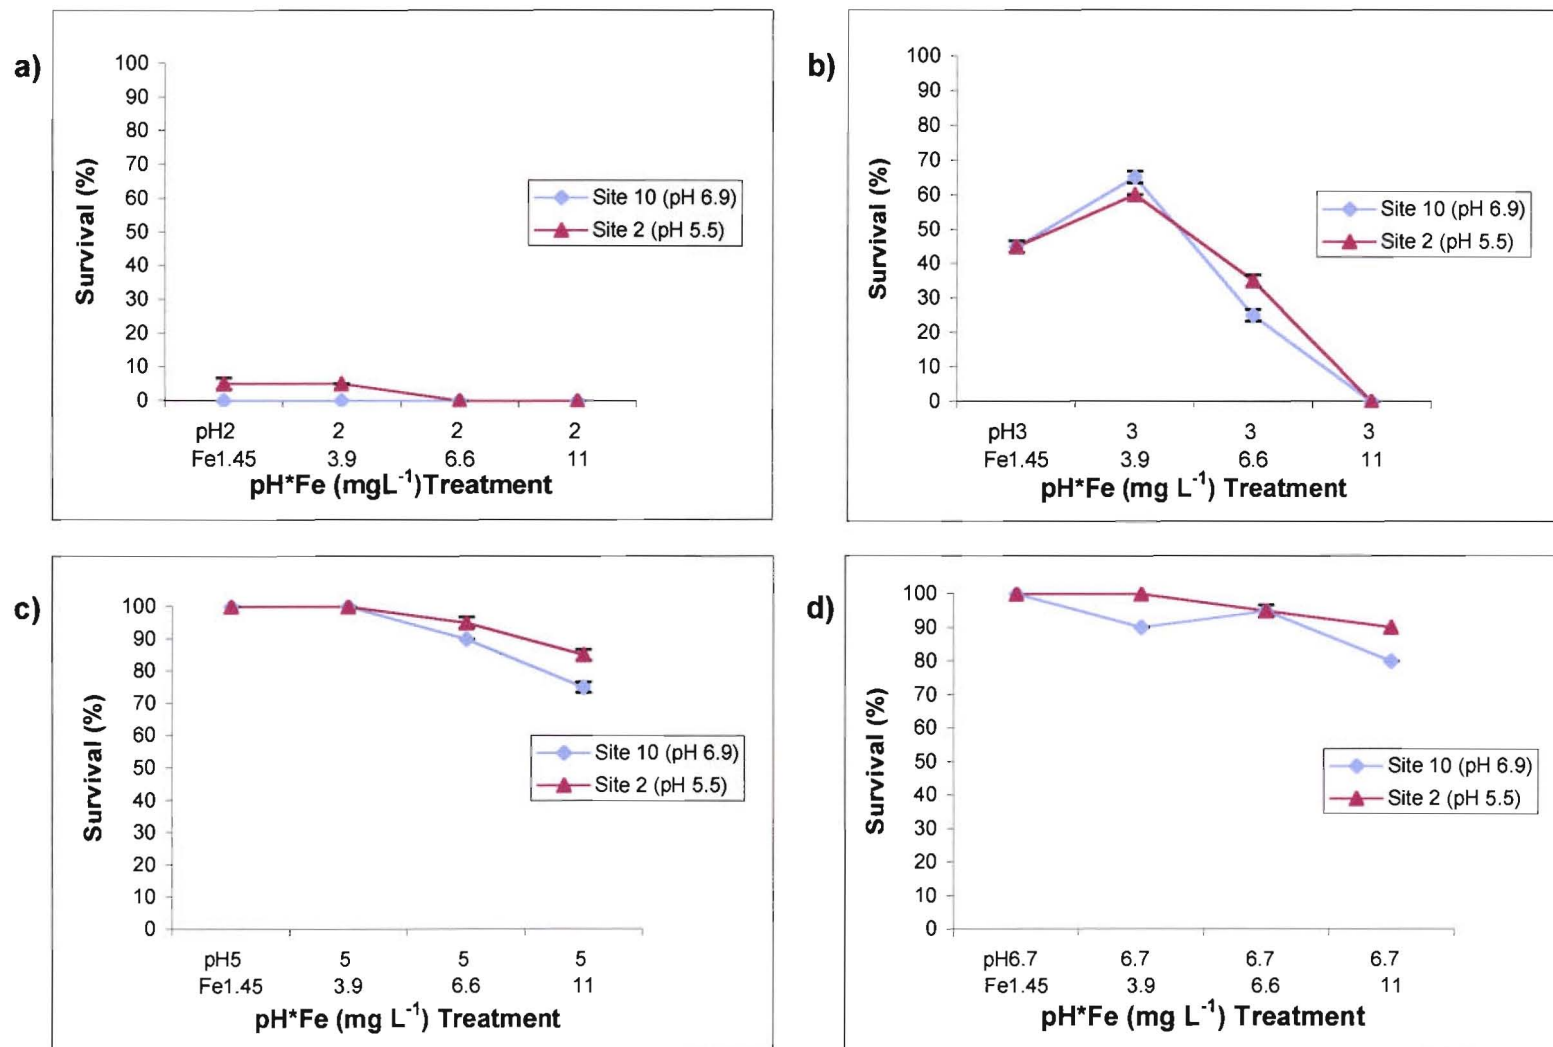 a)
100
90
80
70
60
50
40
30
20
10
0
Survival (%)
Site 10 (pH 6.9)
Site 2 (pH 5.5)
pH2 2 2 2
Fe1.45 3.9 6.6 11
pH*Fe (mgL⁻¹)Treatment
b)
100
90
80
70
60
50
40
30
20
10
0
Survival (%)
Site 10 (pH 6.9)
Site 2 (pH 5.5)
pH3 3 3 3
Fe1.45 3.9 6.6 11
pH*Fe (mg L⁻¹) Treatment
c)
100
90
80
70
60
50
40
30
20
10
0
Survival (%)
Site 10 (pH 6.9)
Site 2 (pH 5.5)
pH5 5 5 5
Fe1.45 3.9 6.6 11
pH*Fe (mg L⁻¹) Treatment
d)
100
90
80
70
60
50
40
30
20
10
0
Survival (%)
Site 10 (pH 6.9)
Site 2 (pH 5.5)
pH6.7 6.7 6.7 6.7
Fe1.45 3.9 6.6 11
pH*Fe (mg L⁻¹) Treatment